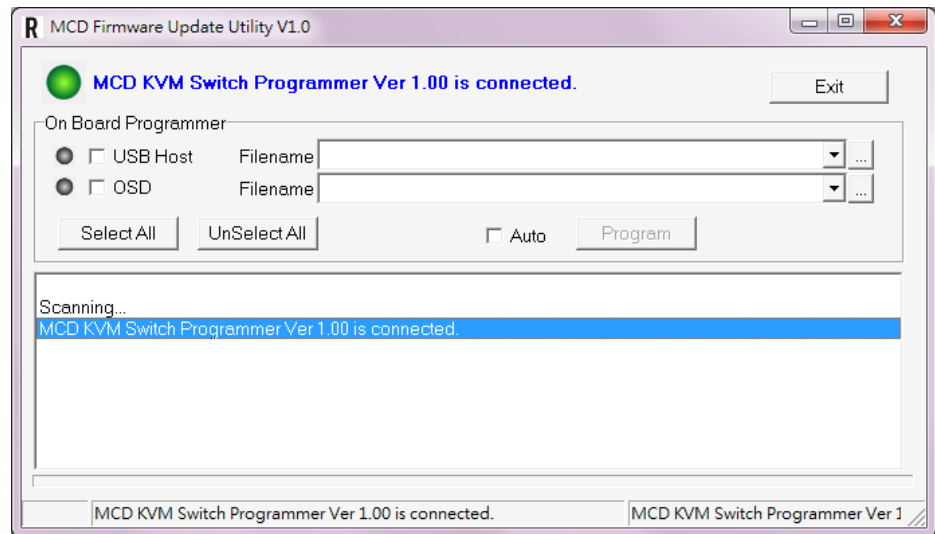 R MCD Firmware Update Utility V1.0
MCD KVM Switch Programmer Ver 1.00 is connected.
Exit
On Board Programmer
USB Host Filename ...
OSD Filename ...
Select All UnSelect All Auto Program
Scanning...
MCD KVM Switch Programmer Ver 1.00 is connected.
MCD KVM Switch Programmer Ver 1.00 is connected. MCD KVM Switch Programmer Ver 1